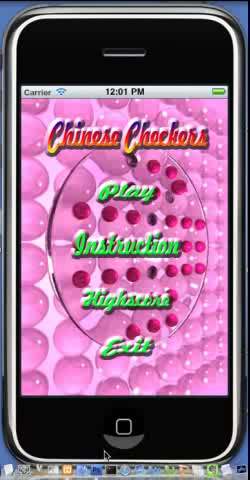 Carrier 12:01 PM
Chinese Checkers
Play
Instruction
Highscore
Exit